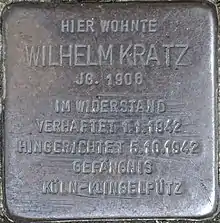 HIER WOHNTE
WILHELM KRATZ
JG. 1906
IM WIDERSTAND
VERHAFTET 1.1.1942
HINGERICHTET 5.10.1942
GEFÄNGNIS
KÖLN-KLINGELPÜTZ